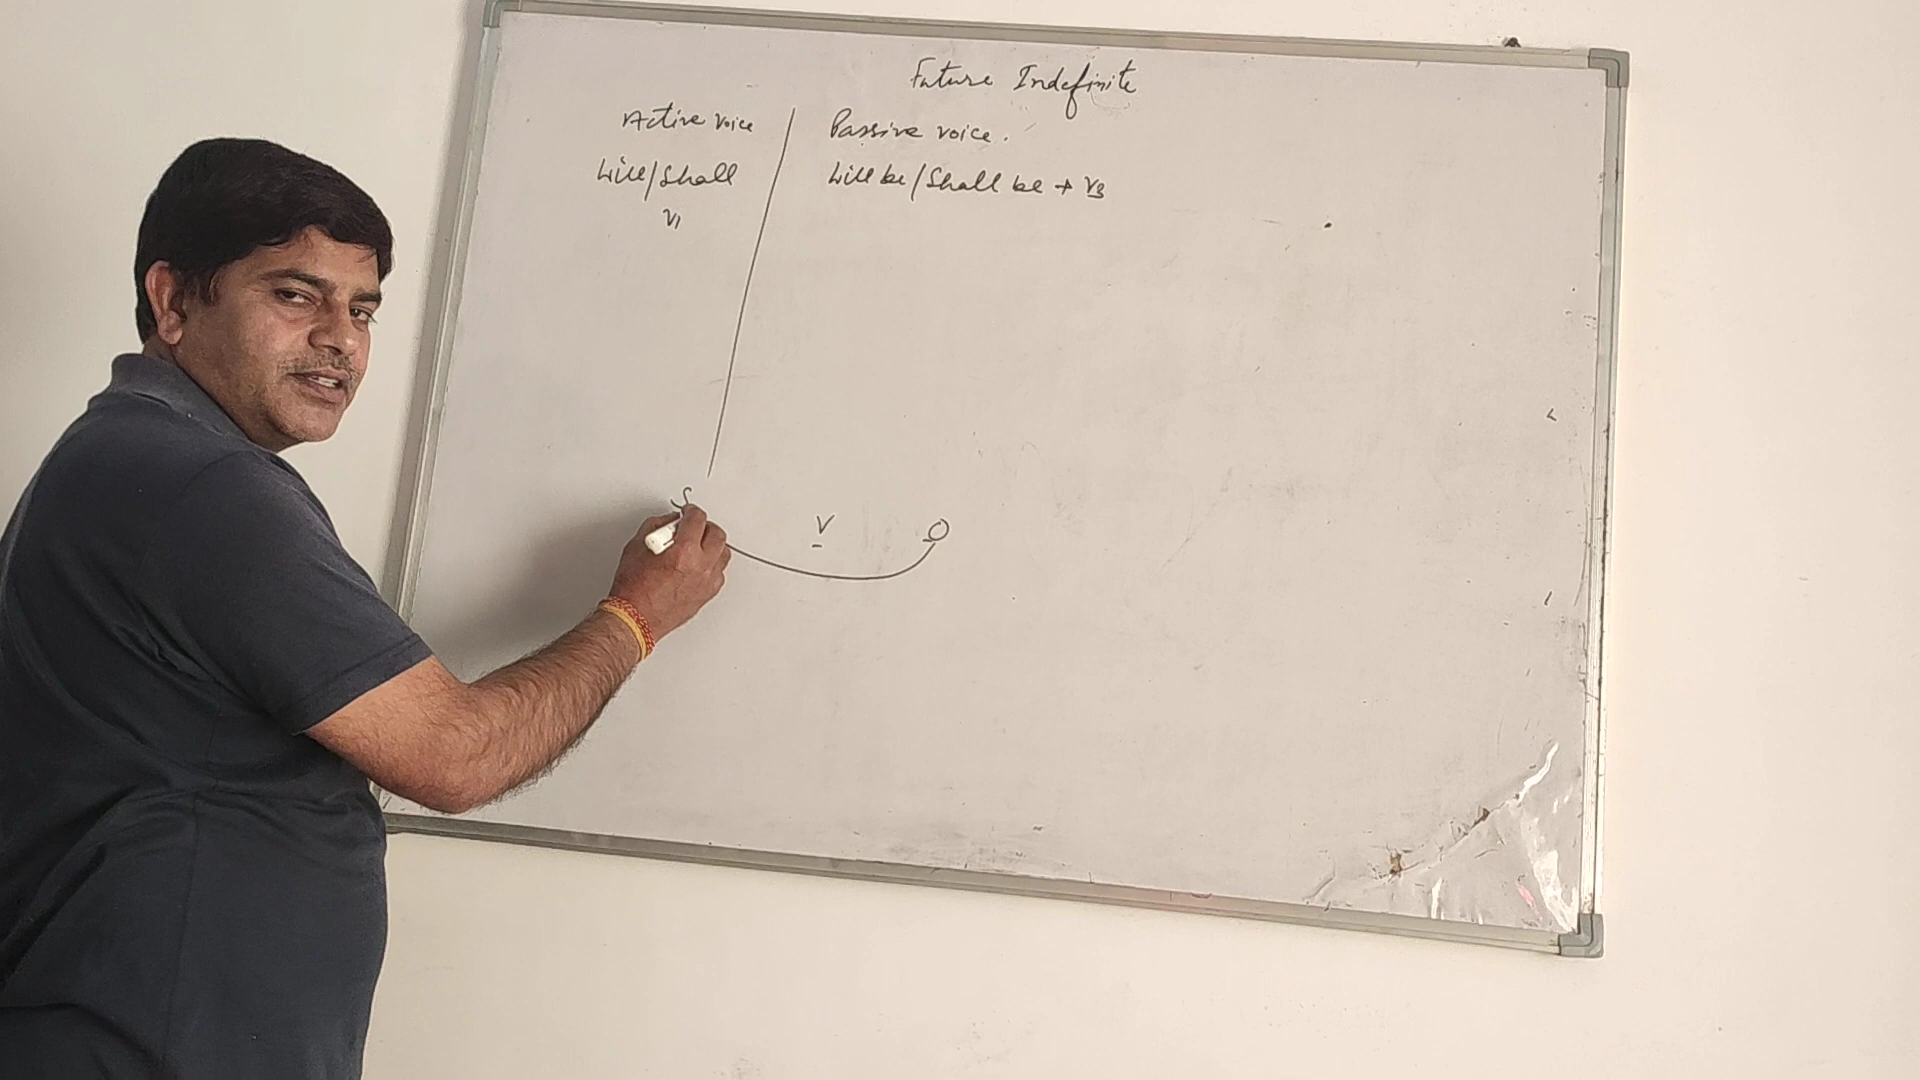 Future Indefinite
Active voice
Passive voice.
Will/Shall
Will be/Shall be + V3
V1
S V O